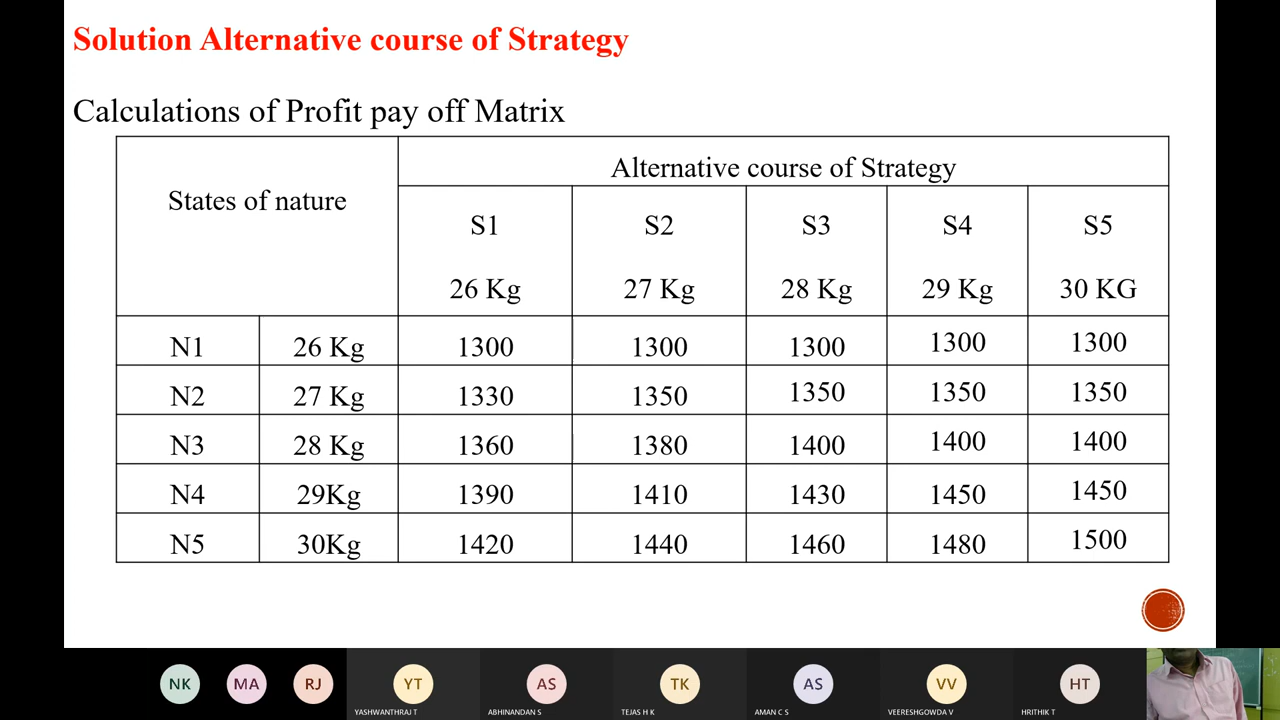 Solution Alternative course of Strategy
Calculations of Profit pay off Matrix
States of nature
Alternative course of Strategy
S1 S2 S3 S4 S5
26 Kg 27 Kg 28 Kg 29 Kg 30 KG
N1 26 Kg 1300 1300 1300 1300 1300
N2 27 Kg 1330 1350 1350 1350 1350
N3 28 Kg 1360 1380 1400 1400 1400
N4 29Kg 1390 1410 1430 1450 1450
N5 30Kg 1420 1440 1460 1480 1500
NK MA RJ YT AS TK AS VV HT
YASHWANTHRAJ T ABHINANDAN S TEJAS H K AMAN C S VEERESHGOWDA V HRITHIK T